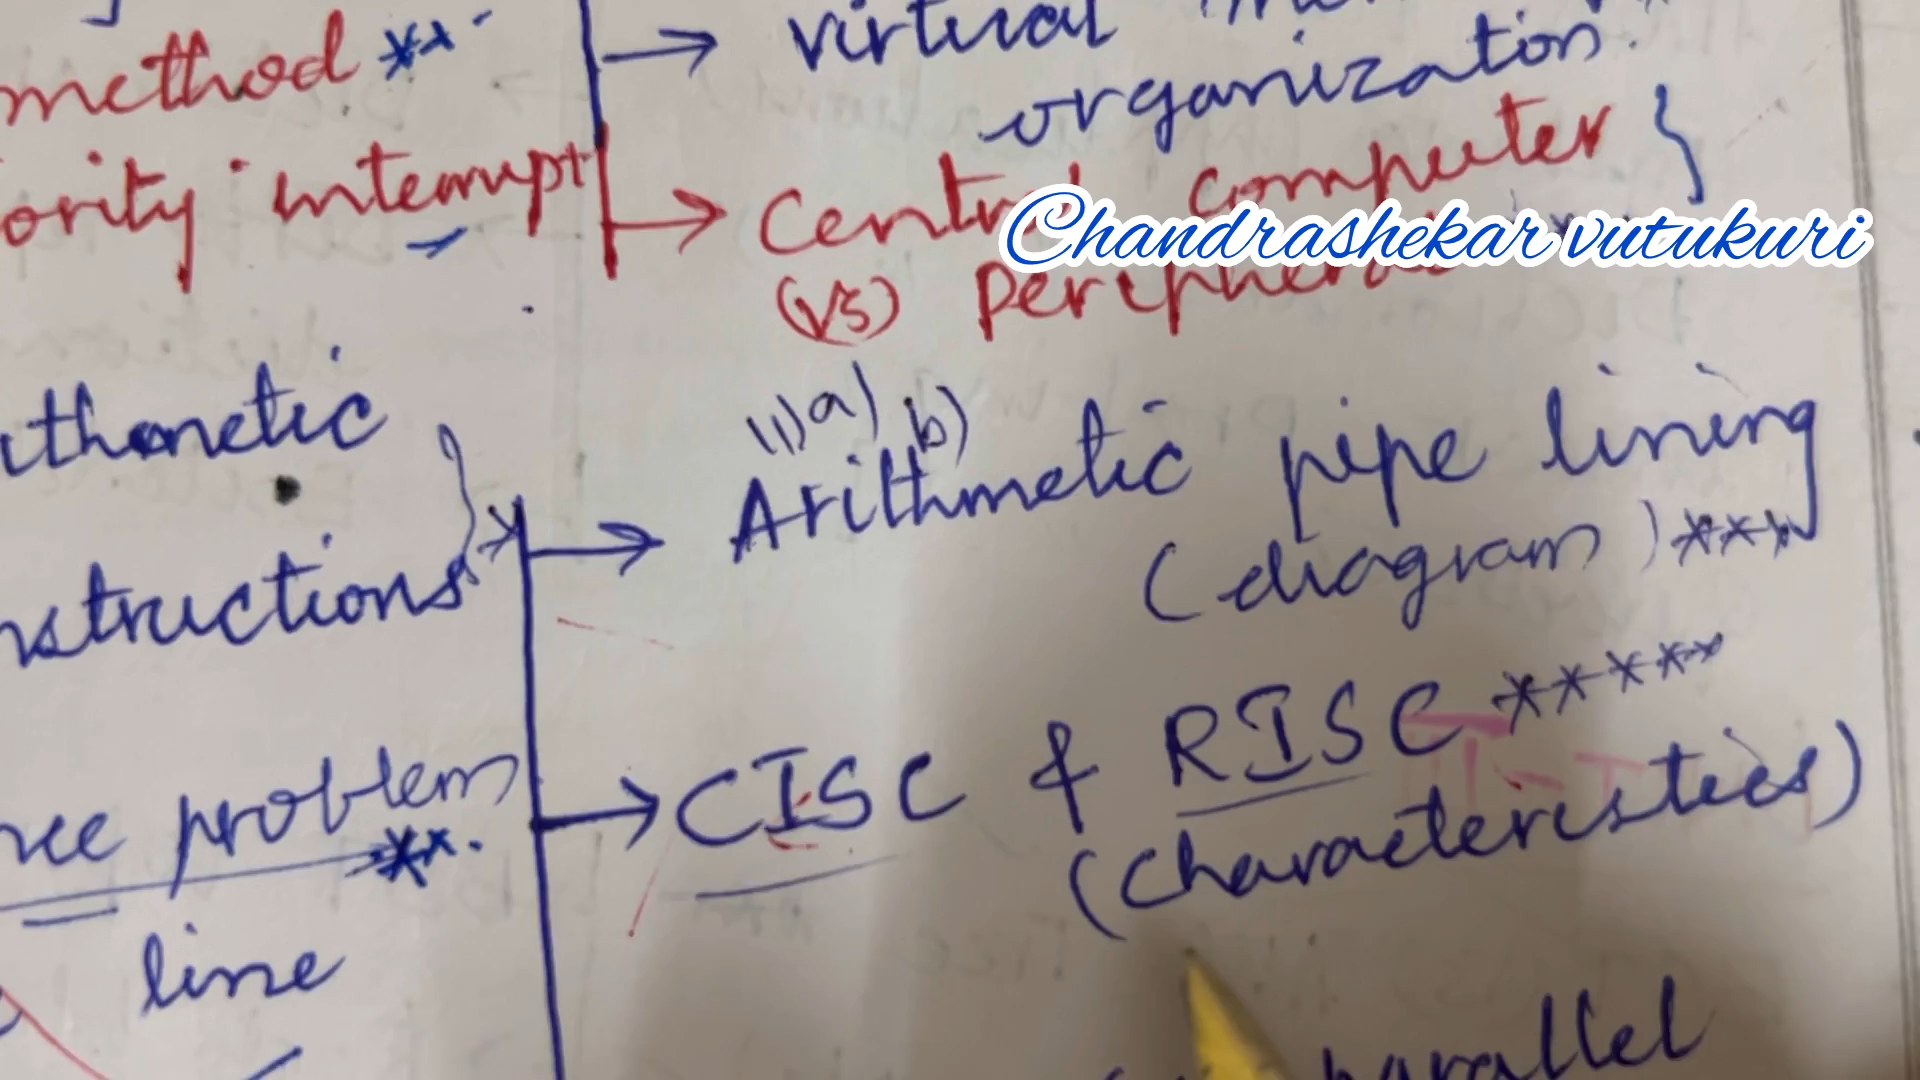 method **
ority interrupt
ithmetic
nstructions *
nce problem
**.
line
→ virtual
organization.
→ Central computer }
(vs) Peripheral
Chandrashekar vutukuri
11) a) b)
→ Arithmetic pipe lining
(diagram) ***
→ CISC & RISC *****
(characteristics)
parallel